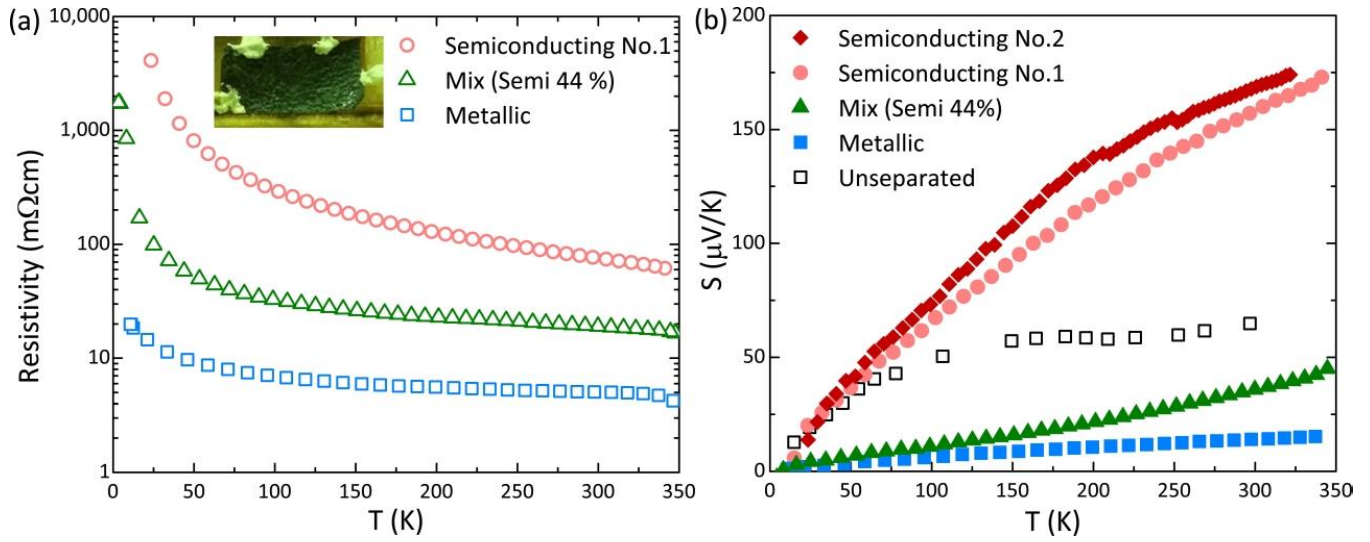 (a)
Resistivity (mΩcm)
10,000
1,000
100
10
1
0 50 100 150 200 250 300 350
T (K)
Semiconducting No.1
Mix (Semi 44 %)
Metallic
(b)
S (μV/K)
200
150
100
50
0
0 50 100 150 200 250 300 350
T (K)
Semiconducting No.2
Semiconducting No.1
Mix (Semi 44%)
Metallic
Unseparated